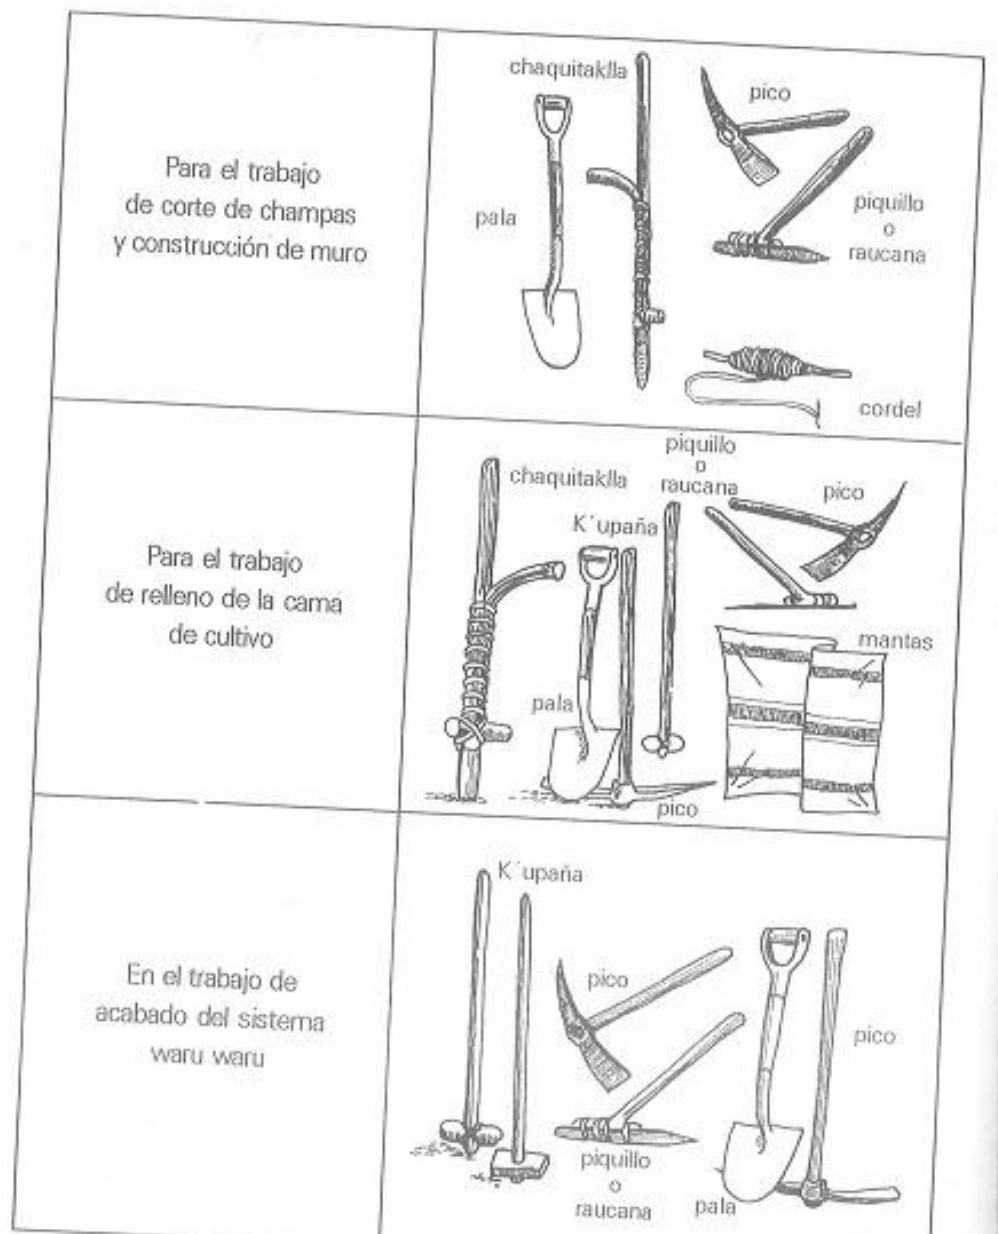 Para el trabajo
de corte de champas
y construcción de muro
chaquitaklla
pico
pala
piquillo
o
raucana
cordel
Para el trabajo
de relleno de la cama
de cultivo
chaquitaklla
piquillo
o
raucana
pico
K´upaña
mantas
pala
pico
En el trabajo de
acabado del sistema
waru waru
K´upaña
pico
pico
piquillo
o
raucana
pala